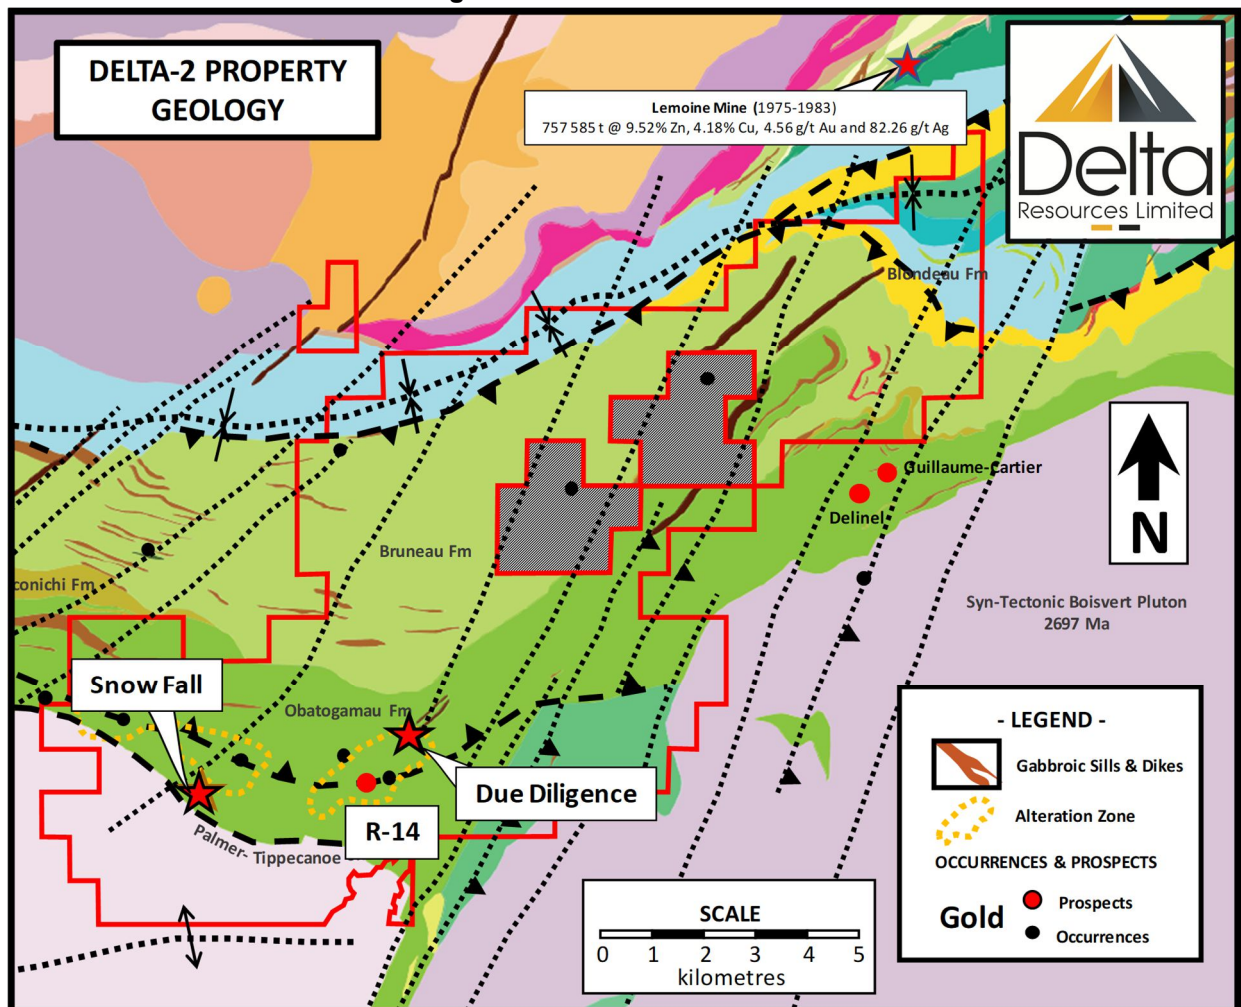 DELTA-2 PROPERTY
GEOLOGY
Lemoine Mine (1975-1983)
757 585 t @ 9.52% Zn, 4.18% Cu, 4.56 g/t Au and 82.26 g/t Ag
Delta
Resources Limited
Blondeau Fm
Guillaume-Cartier
Delinel
N
Bruneau Fm
conichi Fm
Syn-Tectonic Boisvert Pluton
2697 Ma
Snow Fall
Obatogamau Fm
Due Diligence
R-14
Palmer- Tippecanoe
- LEGEND -
Gabbroic Sills & Dikes
Alteration Zone
OCCURRENCES & PROSPECTS
Gold
Prospects
Occurrences
SCALE
0 1 2 3 4 5
kilometres